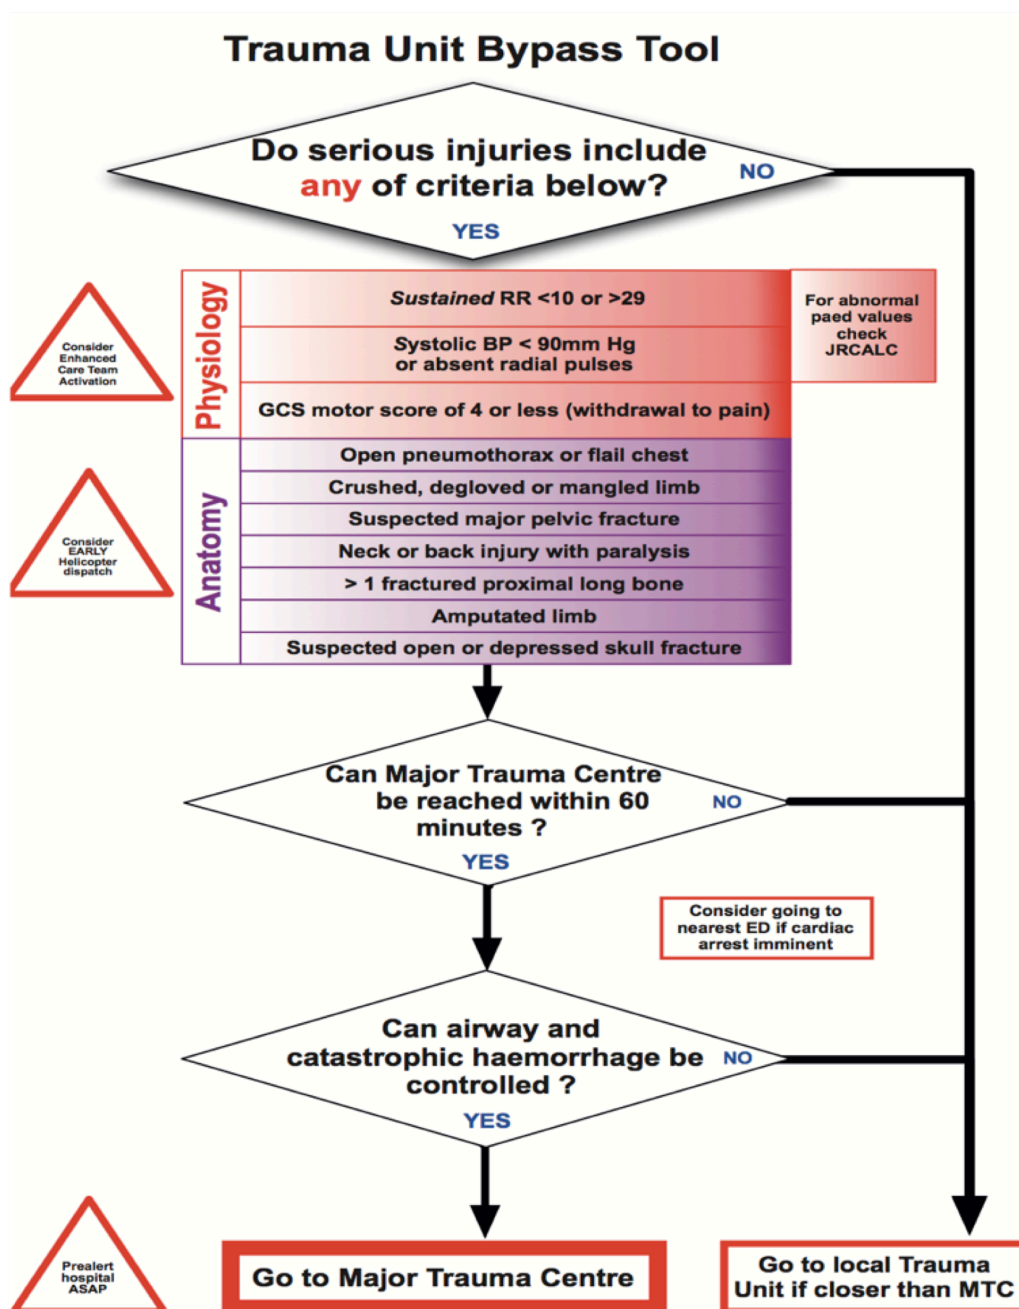 Trauma Unit Bypass Tool
Do serious injuries include
any of criteria below?
NO
YES
Physiology
Sustained RR <10 or >29
Systolic BP < 90mm Hg
or absent radial pulses
GCS motor score of 4 or less (withdrawal to pain)
For abnormal
paed values
check
JRCALC
Consider
Enhanced
Care Team
Activation
Anatomy
Open pneumothorax or flail chest
Crushed, degloved or mangled limb
Suspected major pelvic fracture
Neck or back injury with paralysis
> 1 fractured proximal long bone
Amputated limb
Suspected open or depressed skull fracture
Consider
EARLY
Helicopter
dispatch
Can Major Trauma Centre
be reached within 60
minutes ?
NO
YES
Consider going to
nearest ED if cardiac
arrest imminent
Can airway and
catastrophic haemorrhage be
controlled ?
NO
YES
Prealert
hospital
ASAP
Go to Major Trauma Centre
Go to local Trauma
Unit if closer than MTC